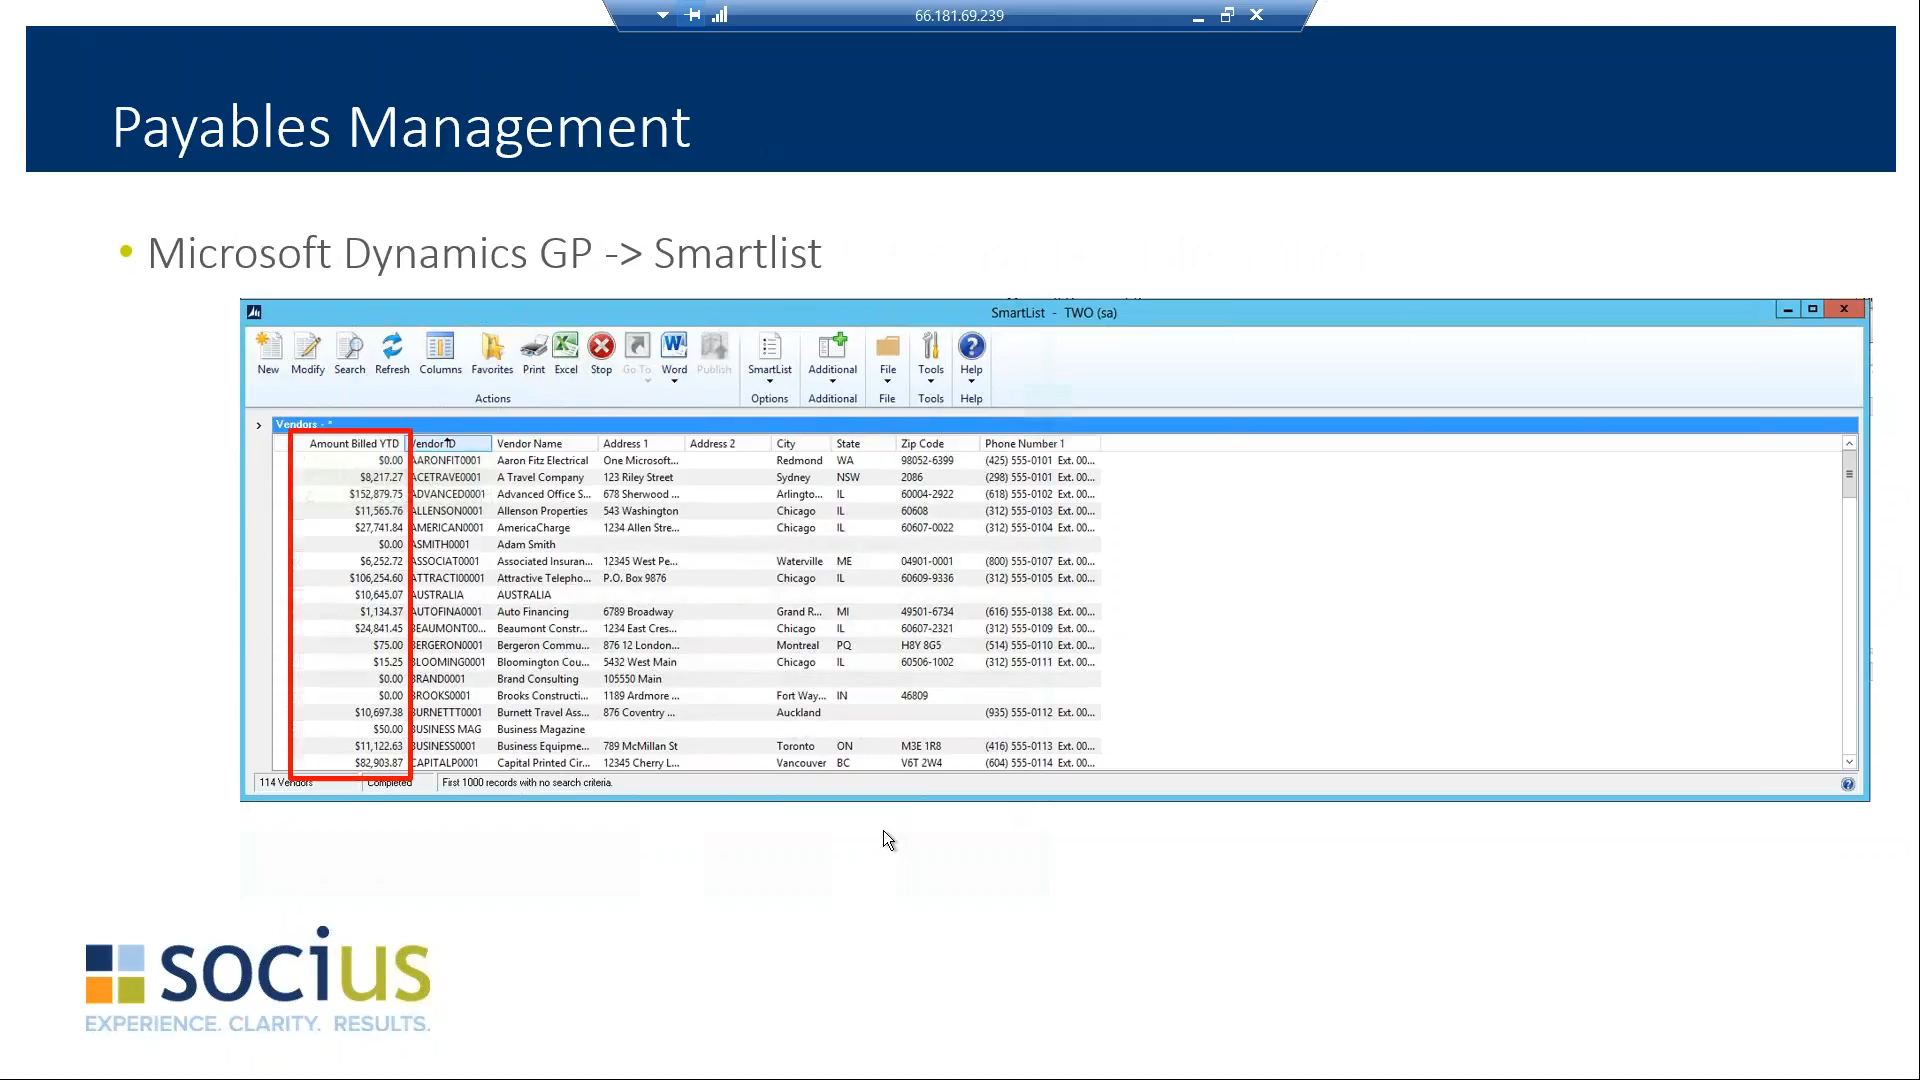 66.181.69.239
Payables Management
• Microsoft Dynamics GP -> Smartlist
SmartList - TWO (sa)
New Modify Search Refresh Columns Favorites Print Excel Stop Go To Word Publish SmartList Additional File Tools Help
Actions Options Additional File Tools Help
Vendors - *
Amount Billed YTD Vendor Name Address 1 Address 2 City State Zip Code Phone Number 1
$0.00 AARONFIT0001 Aaron Fitz Electrical One Microsoft... Redmond WA 98052-6399 (425) 555-0101 Ext. 00...
$8,217.27 ACETRAVE0001 A Travel Company 123 Riley Street Sydney NSW 2086 (298) 555-0101 Ext. 00...
$152,879.75 ADVANCED0001 Advanced Office S... 678 Sherwood ... Arlingto... IL 60004-2922 (618) 555-0102 Ext. 00...
$11,565.76 ALLENSON0001 Allenson Properties 543 Washington Chicago IL 60608 (312) 555-0103 Ext. 00...
$27,741.84 AMERICAN0001 AmericaCharge 1234 Allen Stre... Chicago IL 60607-0022 (312) 555-0104 Ext. 00...
$0.00 ASMITH0001 Adam Smith
$6,252.72 ASSOCIAT0001 Associated Insuran... 12345 West Pe... Waterville ME 04901-0001 (800) 555-0107 Ext. 00...
$106,254.60 ATTRACTI00001 Attractive Telepho... P.O. Box 9876 Chicago IL 60609-9336 (312) 555-0105 Ext. 00...
$10,645.07 AUSTRALIA AUSTRALIA
$1,134.37 AUTOFINA0001 Auto Financing 6789 Broadway Grand R... MI 49501-6734 (616) 555-0138 Ext. 00...
$24,841.45 BEAUMONT00... Beaumont Constr... 1234 East Cres... Chicago IL 60607-2321 (312) 555-0109 Ext. 00...
$75.00 BERGERON0001 Bergeron Commu... 876 12 London... Montreal PQ H8Y 8G5 (514) 555-0110 Ext. 00...
$15.25 BLOOMING0001 Bloomington Cou... 5432 West Main Chicago IL 60506-1002 (312) 555-0111 Ext. 00...
$0.00 BRAND0001 Brand Consulting 105550 Main
$0.00 BROOKS0001 Brooks Constructi... 1189 Ardmore ... Fort Way... IN 46809
$10,697.38 BURNETTT0001 Burnett Travel Ass... 876 Coventry ... Auckland (935) 555-0112 Ext. 00...
$50.00 BUSINESS MAG Business Magazine
$11,122.63 BUSINESS0001 Business Equipme... 789 McMillan St Toronto ON M3E 1R8 (416) 555-0113 Ext. 00...
$82,903.87 CAPITALP0001 Capital Printed Cir... 12345 Cherry L... Vancouver BC V6T 2W4 (604) 555-0114 Ext. 00...
114 Vendors Completed First 1000 records with no search criteria.
socius
EXPERIENCE. CLARITY. RESULTS.